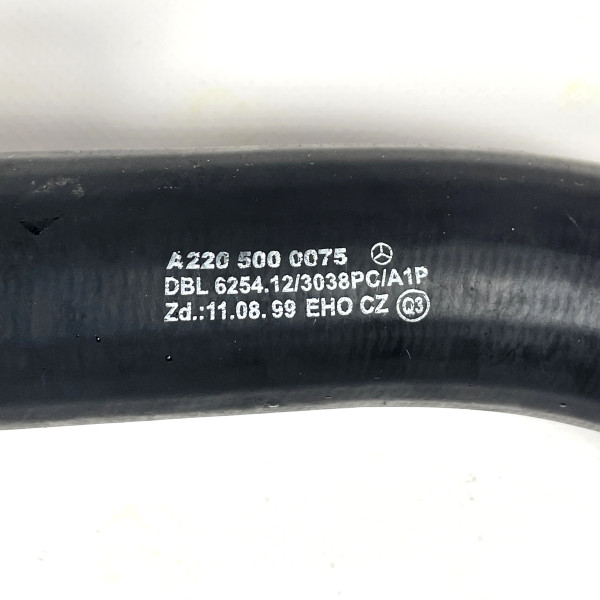 A220 500 0075
DBL 6254.12/3038PC/A1P
Zd.:11.08.99 EHO CZ Q3